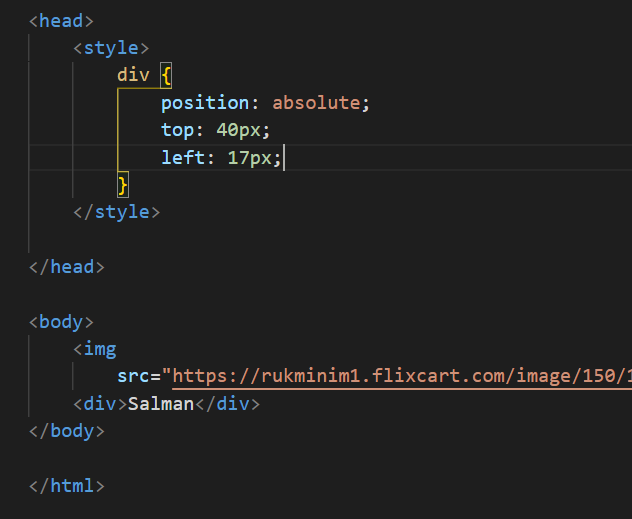 <head>
<style>
div {
position: absolute;
top: 40px;
left: 17px;
}
</style>
</head>
<body>
<img
src="https://rukminim1.flixcart.com/image/150/1
<div>Salman</div>
</body>
</html>